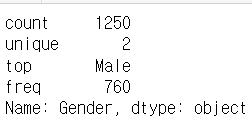 count 1250
unique 2
top Male
freq 760
Name: Gender, dtype: object